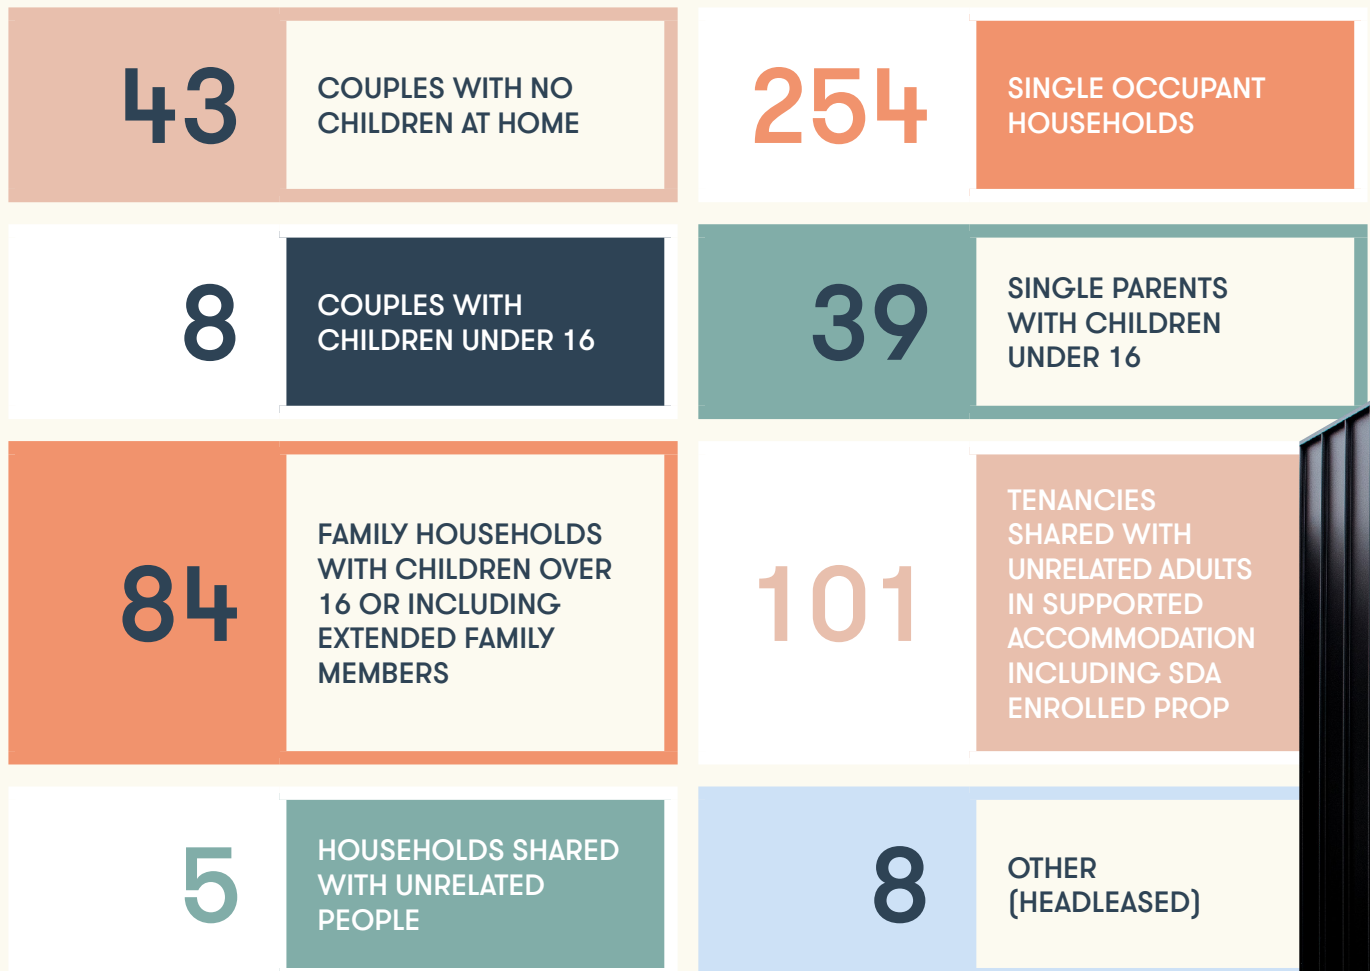 43
COUPLES WITH NO
CHILDREN AT HOME
254
SINGLE OCCUPANT
HOUSEHOLDS
8
COUPLES WITH
CHILDREN UNDER 16
39
SINGLE PARENTS
WITH CHILDREN
UNDER 16
84
FAMILY HOUSEHOLDS
WITH CHILDREN OVER
16 OR INCLUDING
EXTENDED FAMILY
MEMBERS
101
TENANCIES
SHARED WITH
UNRELATED ADULTS
IN SUPPORTED
ACCOMMODATION
INCLUDING SDA
ENROLLED PROP
5
HOUSEHOLDS SHARED
WITH UNRELATED
PEOPLE
8
OTHER
(HEADLEASED)